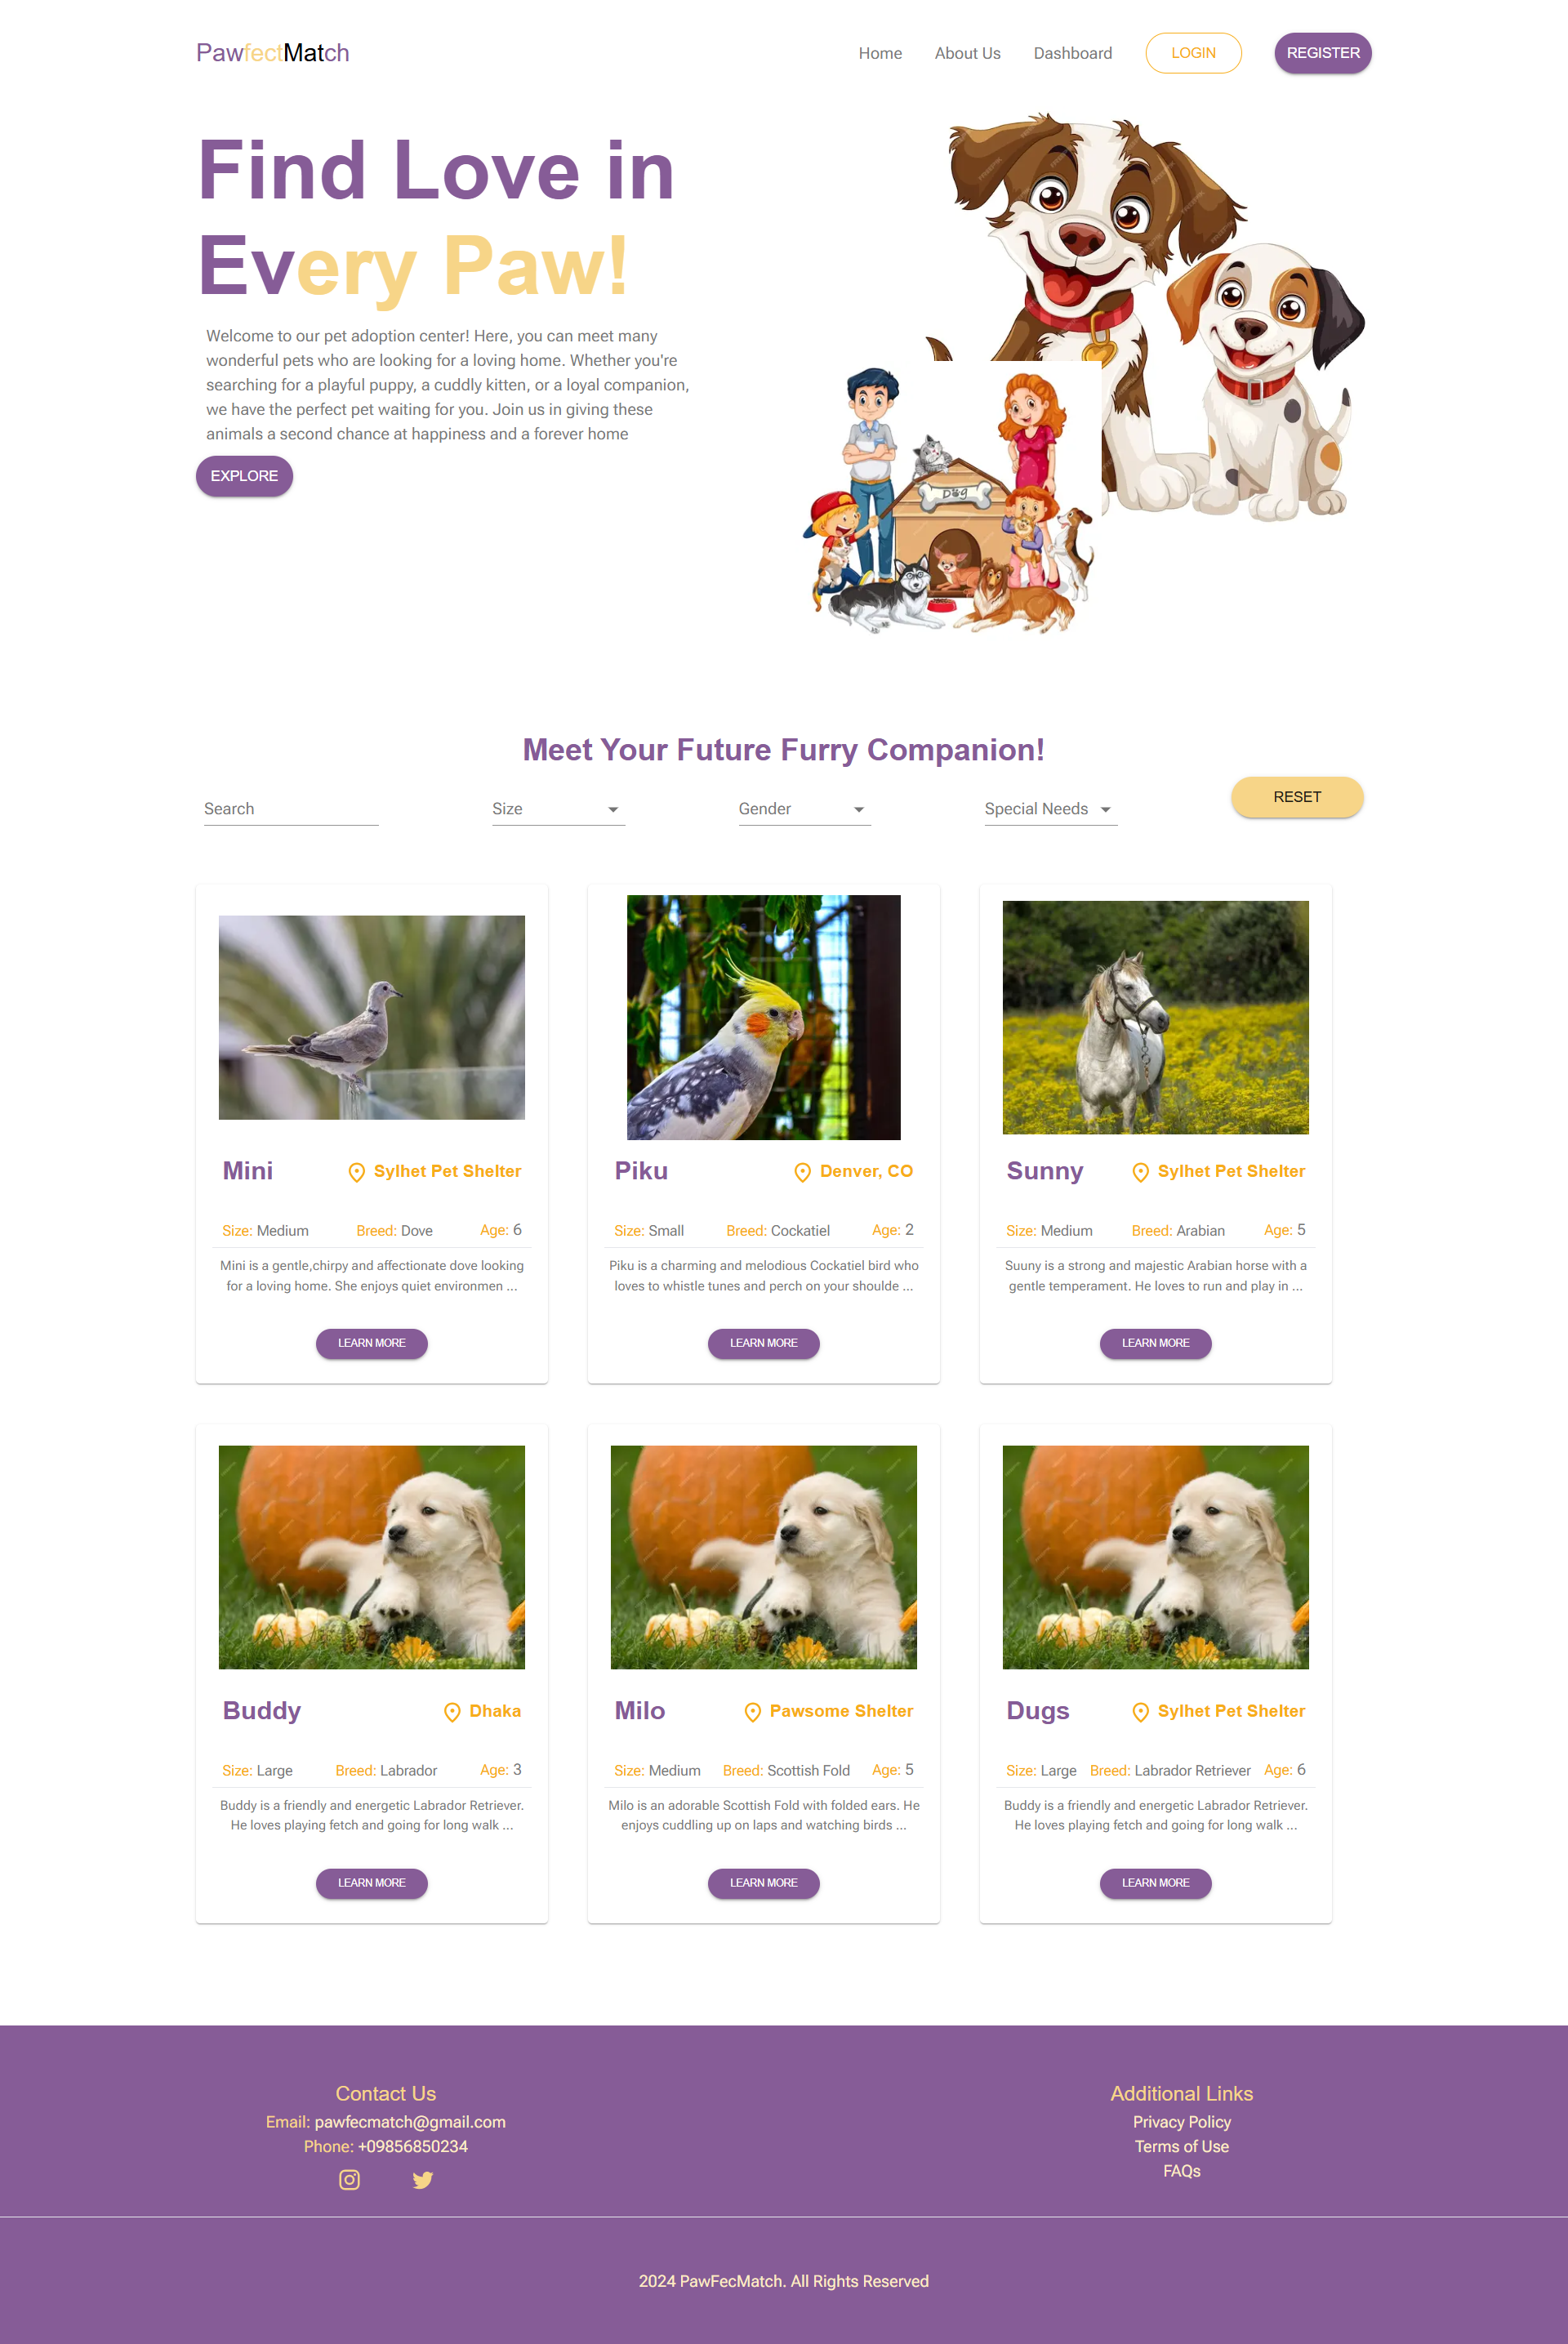 PawfectMatch
Home About Us Dashboard LOGIN REGISTER
Find Love in
Every Paw!
Welcome to our pet adoption center! Here, you can meet many
wonderful pets who are looking for a loving home. Whether you're
searching for a playful puppy, a cuddly kitten, or a loyal companion,
we have the perfect pet waiting for you. Join us in giving these
animals a second chance at happiness and a forever home
EXPLORE
Dog
Meet Your Future Furry Companion!
Search Size Gender Special Needs RESET
Mini Sylhet Pet Shelter
Size: Medium Breed: Dove Age: 6
Mini is a gentle,chirpy and affectionate dove looking
for a loving home. She enjoys quiet environmen ...
LEARN MORE
Piku Denver, CO
Size: Small Breed: Cockatiel Age: 2
Piku is a charming and melodious Cockatiel bird who
loves to whistle tunes and perch on your shoulde ...
LEARN MORE
Sunny Sylhet Pet Shelter
Size: Medium Breed: Arabian Age: 5
Suuny is a strong and majestic Arabian horse with a
gentle temperament. He loves to run and play in ...
LEARN MORE
Buddy Dhaka
Size: Large Breed: Labrador Age: 3
Buddy is a friendly and energetic Labrador Retriever.
He loves playing fetch and going for long walk ...
LEARN MORE
Milo Pawsome Shelter
Size: Medium Breed: Scottish Fold Age: 5
Milo is an adorable Scottish Fold with folded ears. He
enjoys cuddling up on laps and watching birds ...
LEARN MORE
Dugs Sylhet Pet Shelter
Size: Large Breed: Labrador Retriever Age: 6
Buddy is a friendly and energetic Labrador Retriever.
He loves playing fetch and going for long walk ...
LEARN MORE
Contact Us
Email: pawfecmatch@gmail.com
Phone: +09856850234
Additional Links
Privacy Policy
Terms of Use
FAQs
2024 PawFecMatch. All Rights Reserved